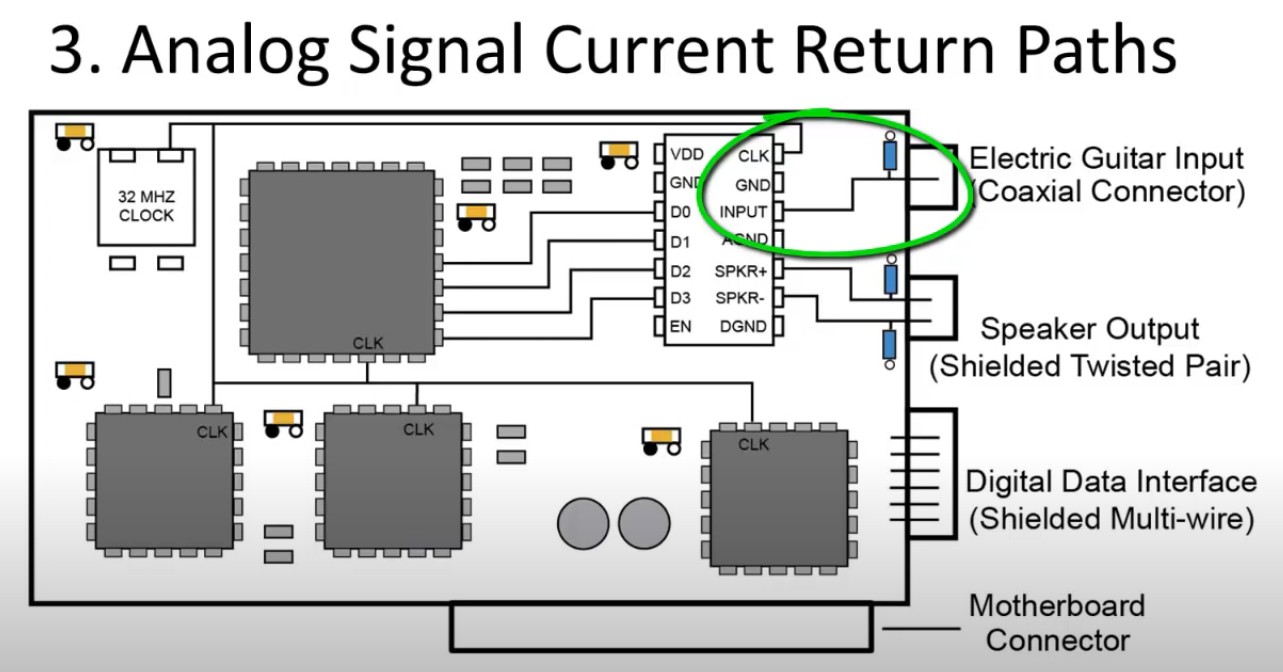 3. Analog Signal Current Return Paths
32 MHZ
CLOCK
VDD
GND
D0
D1
D2
D3
EN
CLK
GND
INPUT
AGND
SPKR+
SPKR-
DGND
CLK
CLK
CLK
CLK
Electric Guitar Input
(Coaxial Connector)
Speaker Output
(Shielded Twisted Pair)
Digital Data Interface
(Shielded Multi-wire)
Motherboard
Connector